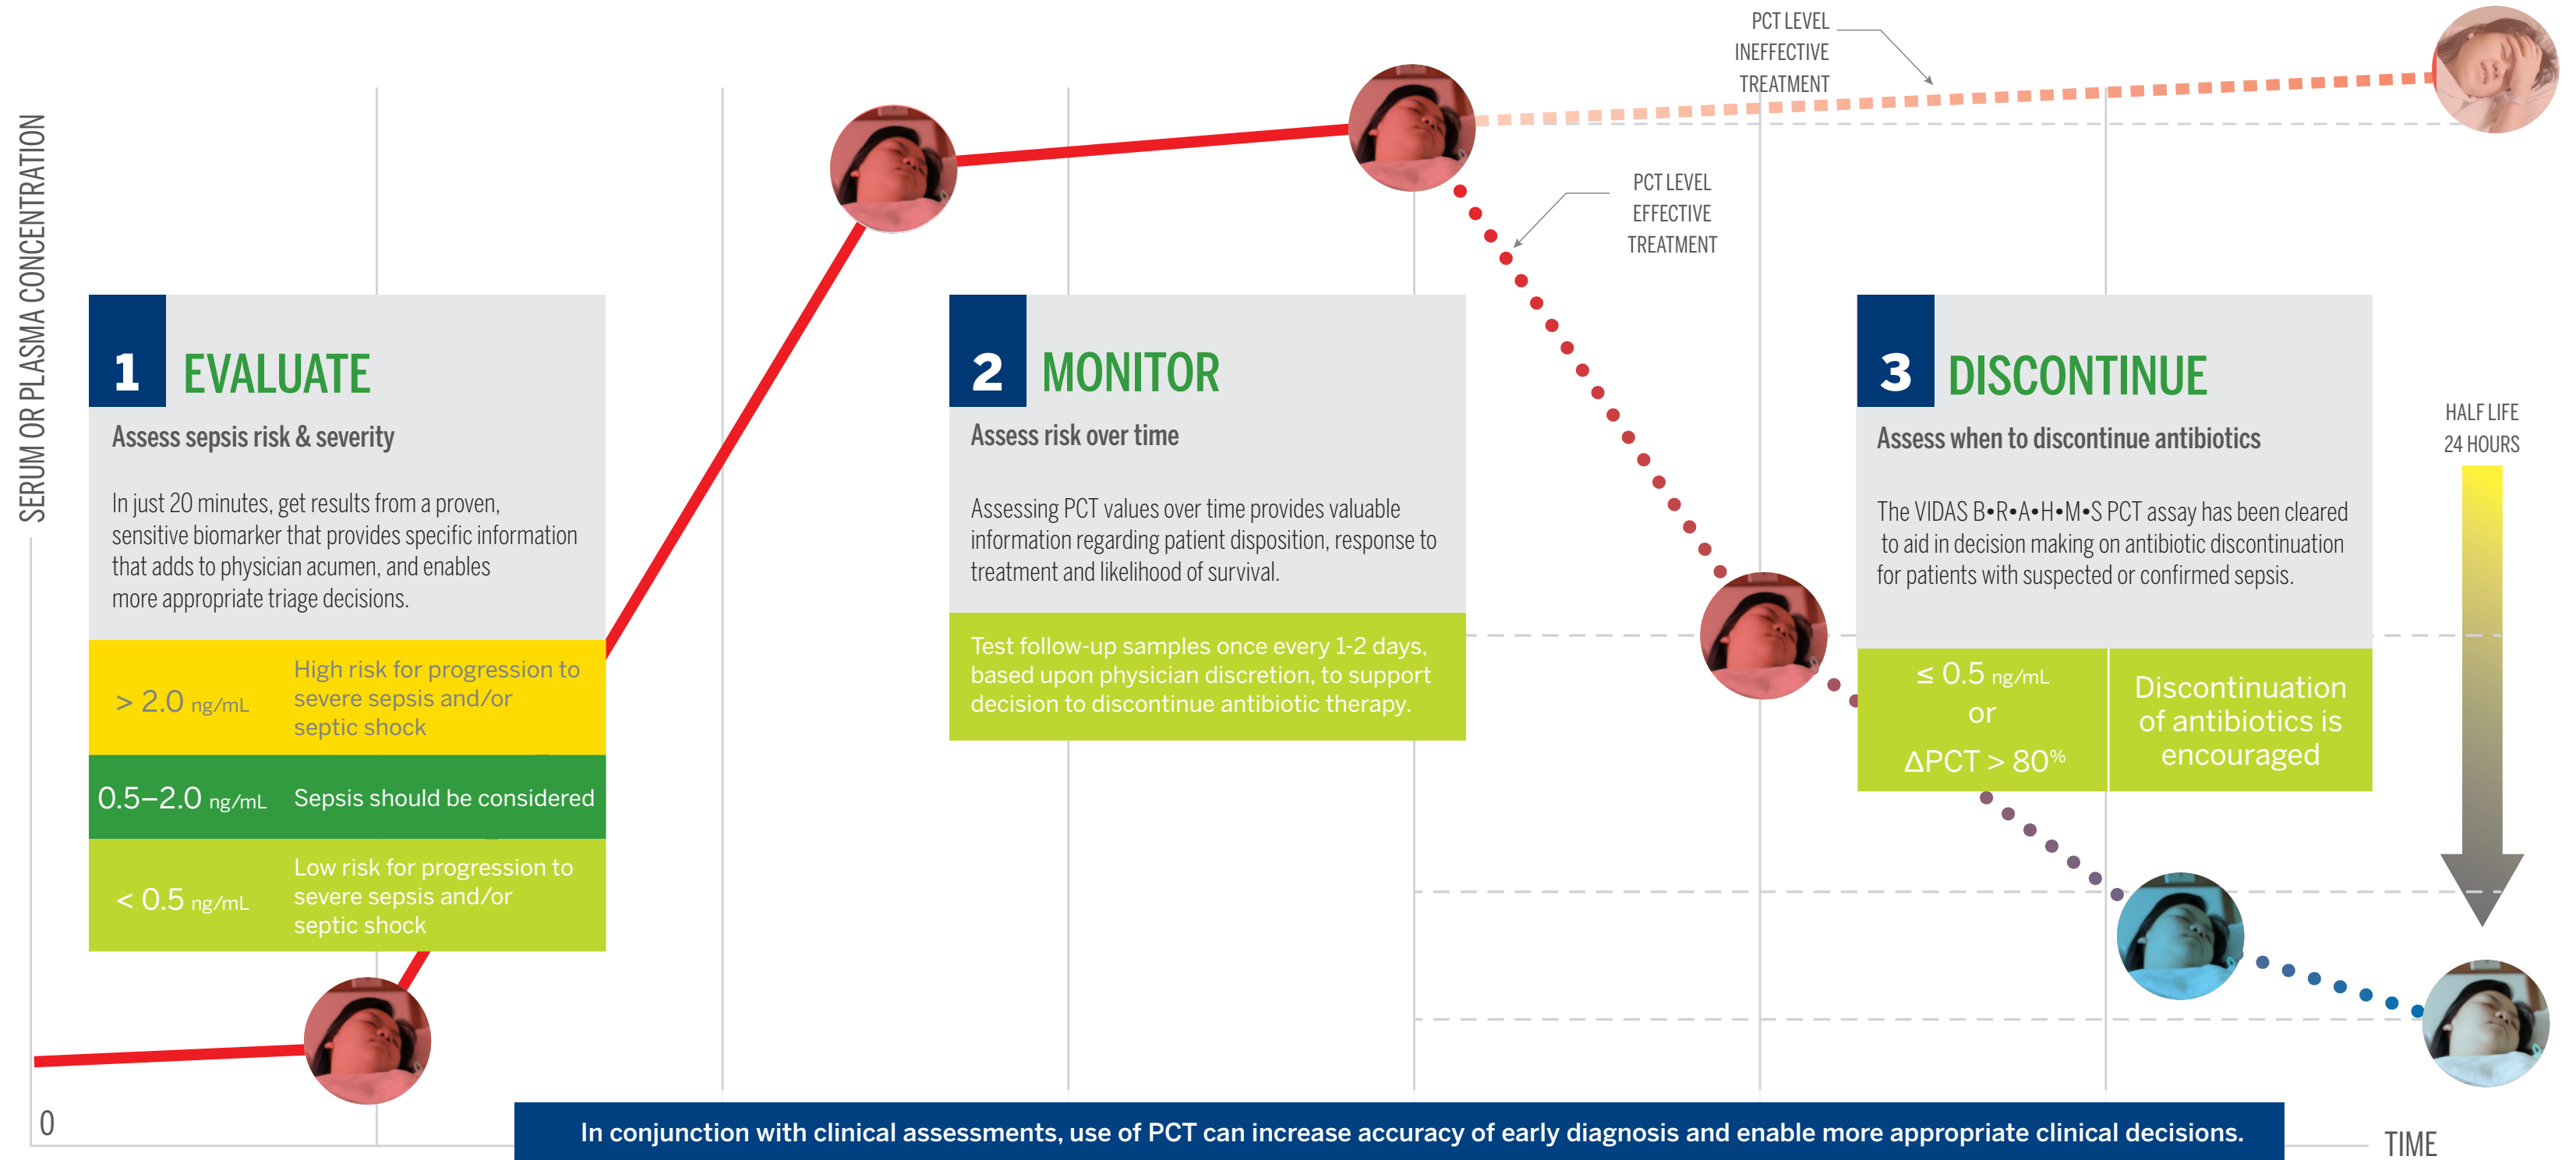 PCT LEVEL
INEFFECTIVE
TREATMENT
PCT LEVEL
EFFECTIVE
TREATMENT
SERUM OR PLASMA CONCENTRATION
1 EVALUATE
Assess sepsis risk & severity
In just 20 minutes, get results from a proven,
sensitive biomarker that provides specific information
that adds to physician acumen, and enables
more appropriate triage decisions.
> 2.0 ng/mL
High risk for progression to
severe sepsis and/or
septic shock
0.5–2.0 ng/mL
Sepsis should be considered
< 0.5 ng/mL
Low risk for progression to
severe sepsis and/or
septic shock
2 MONITOR
Assess risk over time
Assessing PCT values over time provides valuable
information regarding patient disposition, response to
treatment and likelihood of survival.
Test follow-up samples once every 1-2 days,
based upon physician discretion, to support
decision to discontinue antibiotic therapy.
3 DISCONTINUE
Assess when to discontinue antibiotics
The VIDAS B•R•A•H•M•S PCT assay has been cleared
to aid in decision making on antibiotic discontinuation
for patients with suspected or confirmed sepsis.
≤ 0.5 ng/mL
or
ΔPCT > 80%
Discontinuation
of antibiotics is
encouraged
HALF LIFE
24 HOURS
0
In conjunction with clinical assessments, use of PCT can increase accuracy of early diagnosis and enable more appropriate clinical decisions.
TIME